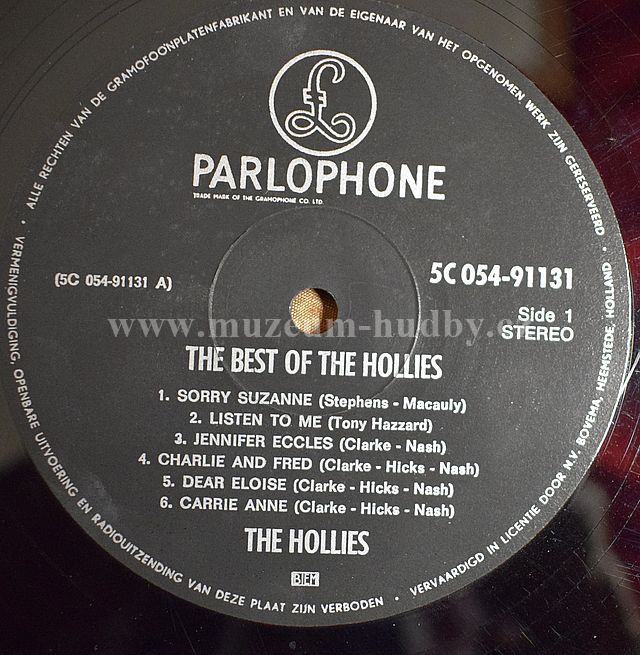 ALLE RECHTEN VAN DE GRAMOFOONPLATENFABRIKANT EN VAN DE EIGENAAR VAN HET OPGENOMEN WERK ZIJN GERESERVEERD
£
PARLOPHONE
TRADE MARK OF THE GRAMOPHONE CO. LTD.
(5C 054-91131 A)
5C 054-91131
Side 1
STEREO
www.muzeum-hudby.
THE BEST OF THE HOLLIES
1. SORRY SUZANNE (Stephens - Macauly)
2. LISTEN TO ME (Tony Hazzard)
3. JENNIFER ECCLES (Clarke - Nash)
4. CHARLIE AND FRED (Clarke - Hicks - Nash)
5. DEAR ELOISE (Clarke - Hicks - Nash)
6. CARRIE ANNE (Clarke - Hicks - Nash)
THE HOLLIES
BIEM
VERMENIGVULDIGING, OPENBARE UITVOERING EN RADIOUITZENDING VAN DEZE PLAAT ZIJN VERBODEN • VERVAARDIGD IN LICENTIE DOOR N.V. BOVEMA, HEEMSTEDE, HOLLAND •